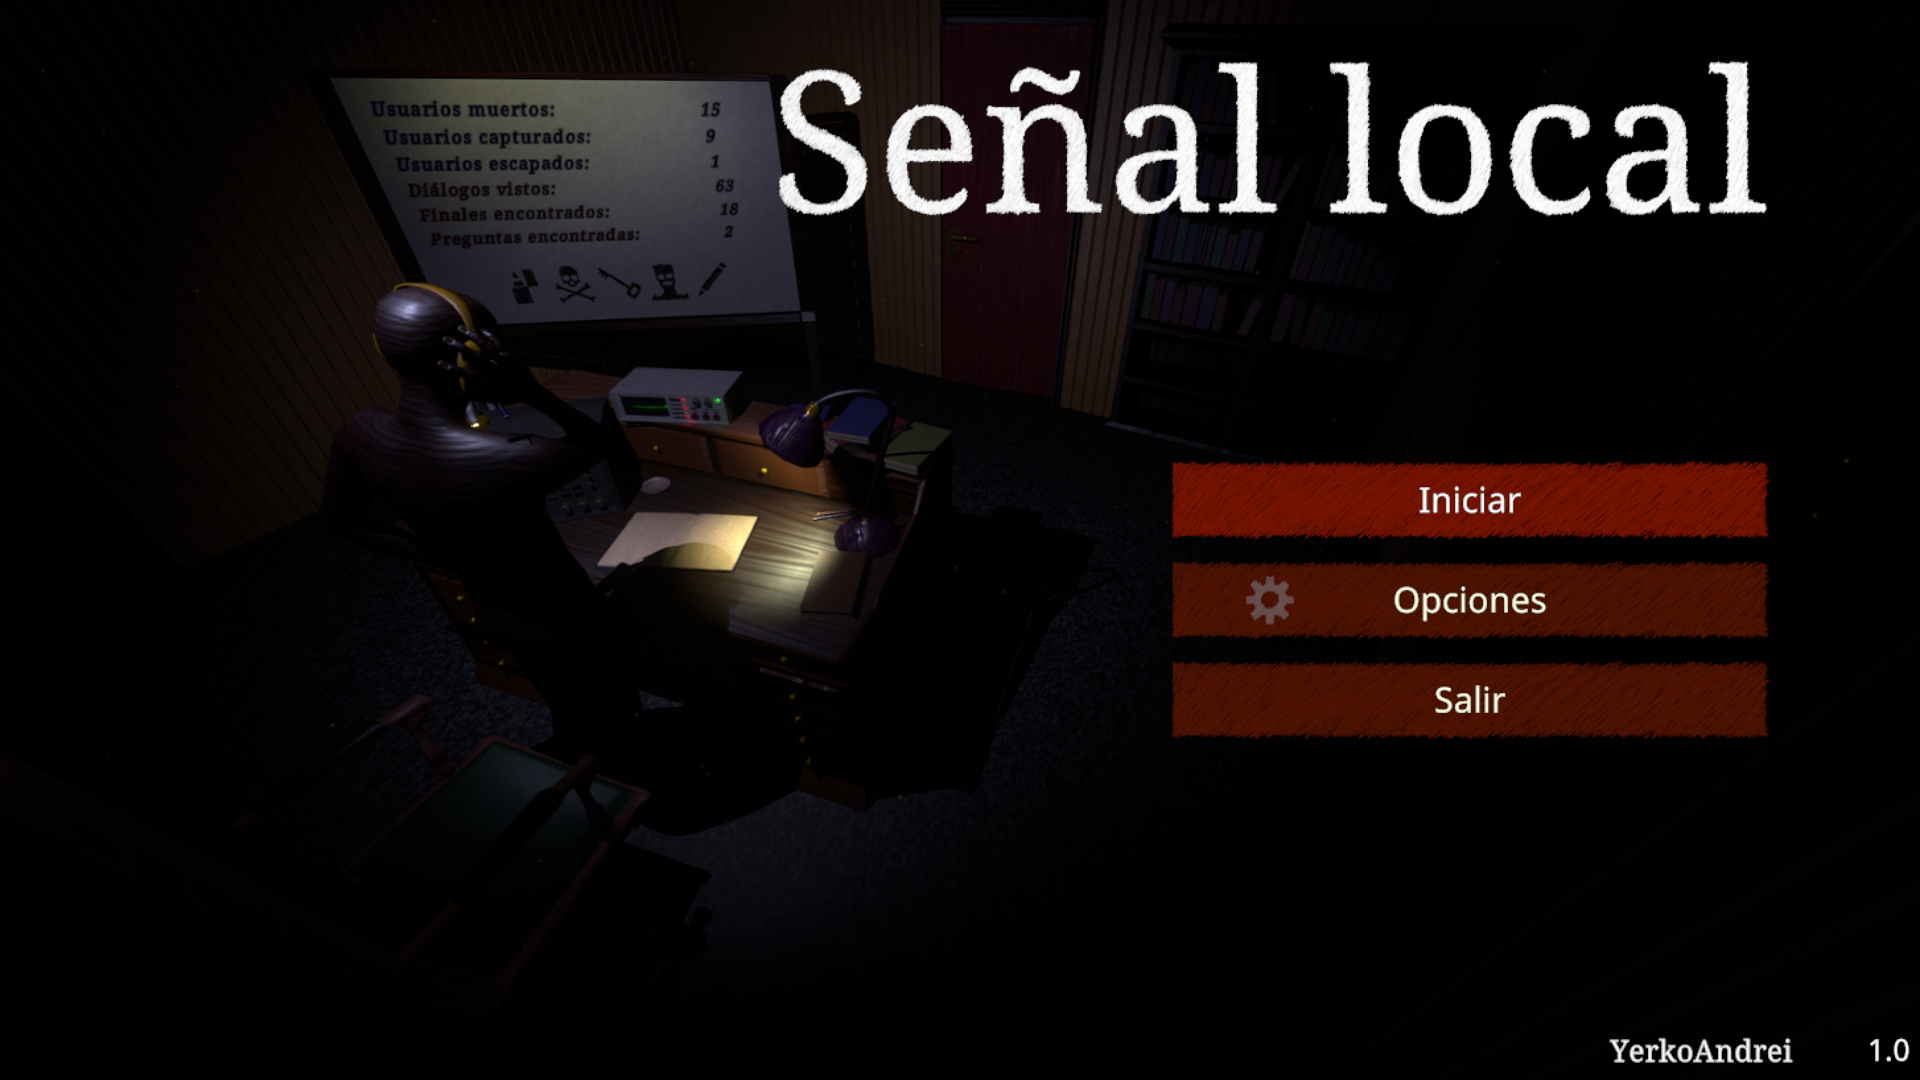 Señal local
Usuarios muertos: 15
Usuarios capturados: 9
Usuarios escapados: 1
Diálogos vistos: 63
Finales encontrados: 18
Preguntas encontradas: 2
Iniciar
Opciones
Salir
YerkoAndrei 1.0